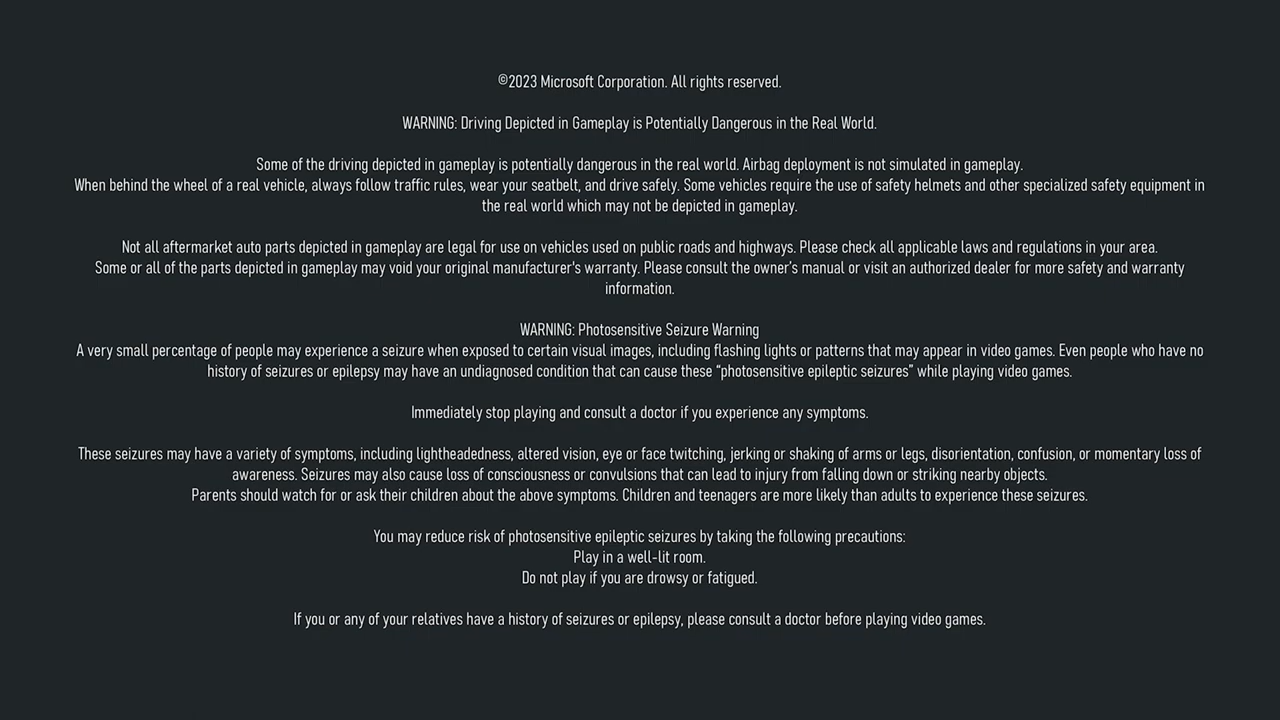 ©2023 Microsoft Corporation. All rights reserved.
WARNING: Driving Depicted in Gameplay is Potentially Dangerous in the Real World.
Some of the driving depicted in gameplay is potentially dangerous in the real world. Airbag deployment is not simulated in gameplay.
When behind the wheel of a real vehicle, always follow traffic rules, wear your seatbelt, and drive safely. Some vehicles require the use of safety helmets and other specialized safety equipment in
the real world which may not be depicted in gameplay.
Not all aftermarket auto parts depicted in gameplay are legal for use on vehicles used on public roads and highways. Please check all applicable laws and regulations in your area.
Some or all of the parts depicted in gameplay may void your original manufacturer's warranty. Please consult the owner’s manual or visit an authorized dealer for more safety and warranty
information.
WARNING: Photosensitive Seizure Warning
A very small percentage of people may experience a seizure when exposed to certain visual images, including flashing lights or patterns that may appear in video games. Even people who have no
history of seizures or epilepsy may have an undiagnosed condition that can cause these “photosensitive epileptic seizures” while playing video games.
Immediately stop playing and consult a doctor if you experience any symptoms.
These seizures may have a variety of symptoms, including lightheadedness, altered vision, eye or face twitching, jerking or shaking of arms or legs, disorientation, confusion, or momentary loss of
awareness. Seizures may also cause loss of consciousness or convulsions that can lead to injury from falling down or striking nearby objects.
Parents should watch for or ask their children about the above symptoms. Children and teenagers are more likely than adults to experience these seizures.
You may reduce risk of photosensitive epileptic seizures by taking the following precautions:
Play in a well-lit room.
Do not play if you are drowsy or fatigued.
If you or any of your relatives have a history of seizures or epilepsy, please consult a doctor before playing video games.